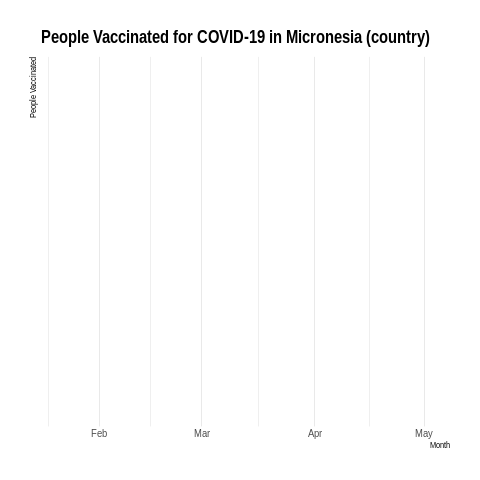 People Vaccinated for COVID-19 in Micronesia (country)
People Vaccinated
Feb Mar Apr May
Month